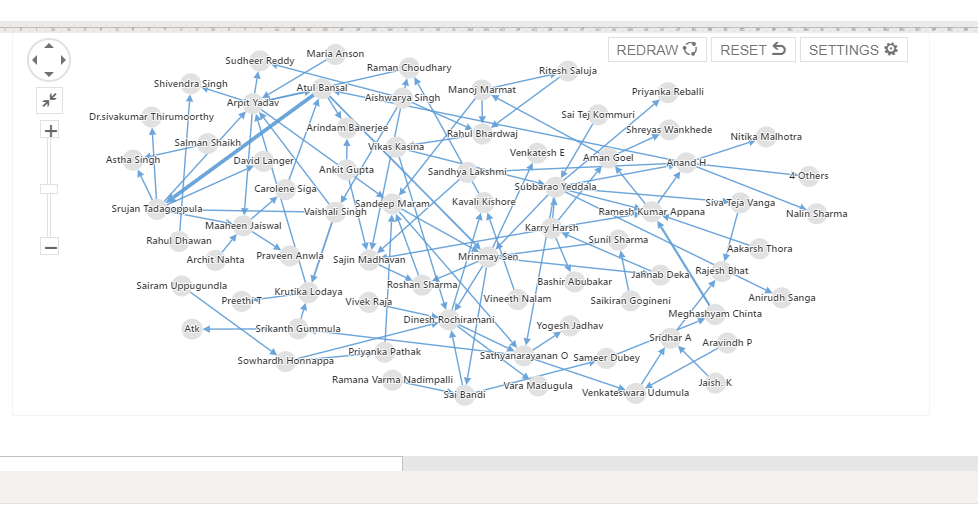 REDRAW
RESET
SETTINGS
Maria Anson
Sudheer Reddy
Raman Choudhary
Ritesh Saluja
Shivendra Singh
Atul Bansal
Manoj Marmat
Priyanka Reballi
Arpit Yadav
Aishwarya Singh
Dr.sivakumar Thirumoorthy
Sai Tej Kommuri
Arindam Banerjee
Rahul Bhardwaj
Shreyas Wankhede
Nitika Malhotra
Salman Shaikh
Vikas Kasna
Venkatesh E
Astha Singh
David Langer
Aman Goel
Anand H
Ankit Gupta
Sandhya Lakshmi
4 Others
Carolene Siga
Subbarao Yeddala
Srujan Tadagoppula
Vaishali Singh
Sandeep Maram
Kavali Kishore
Ramesh Kumar Appana
Siva Teja Vanga
Nalin Sharma
Maaheen Jaiswal
Karry Harsh
Rahul Dhawan
Sunil Sharma
Aakarsh Thora
Archit Nahta
Praveen Anwla
Sajin Madhavan
Mrinmay Sen
Jahnab Deka
Rajesh Bhat
Sairam Uppugundla
Roshan Sharma
Bashir Abubakar
Preethi T
Krutika Lodaya
Vivek Raja
Vineeth Nalam
Saikiran Gogineni
Anirudh Sanga
Meghashyam Chinta
Dinesh Rochiramani
Atk
Srikanth Gummula
Yogesh Jadhav
Sridhar A
Aravindh P
Sowhardh Honnappa
Priyanka Pathak
Sathyanarayanan O
Sameer Dubey
Ramana Varma Nadimpalli
Vara Madugula
Jaish. K
Sai Bandi
Venkateswara Udumula